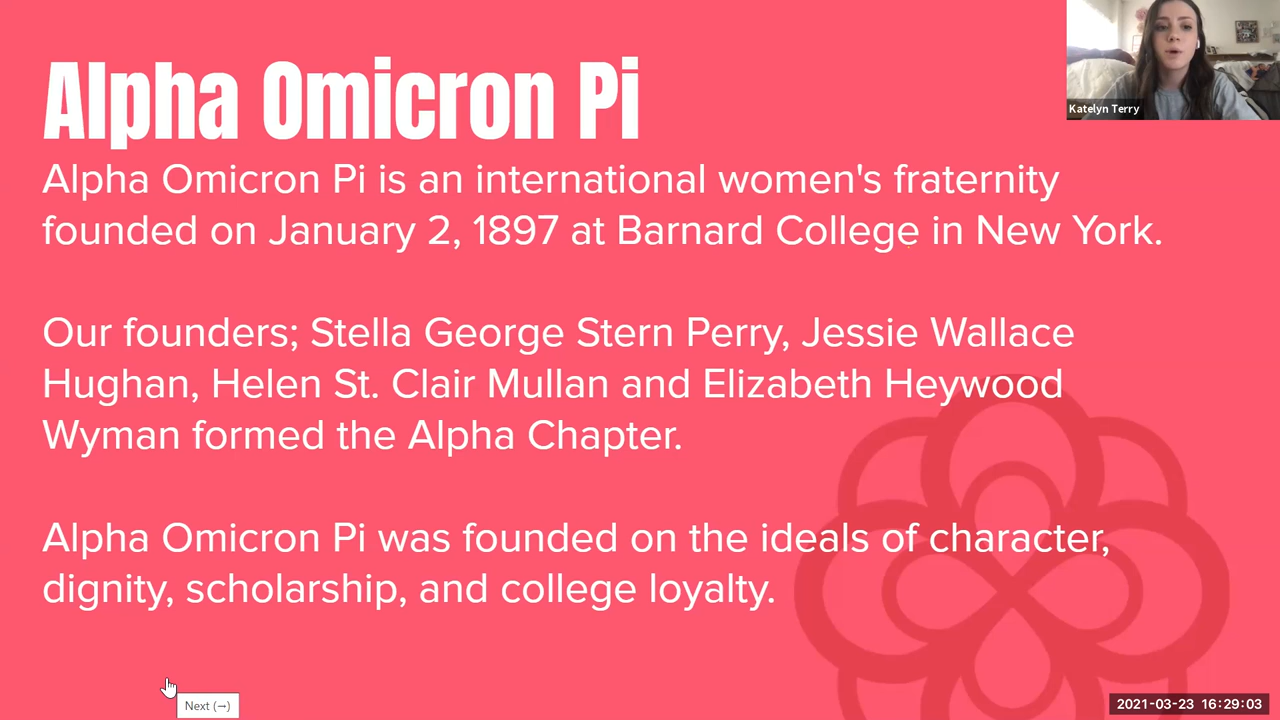 Alpha Omicron Pi
Katelyn Terry
Alpha Omicron Pi is an international women's fraternity
founded on January 2, 1897 at Barnard College in New York.
Our founders; Stella George Stern Perry, Jessie Wallace
Hughan, Helen St. Clair Mullan and Elizabeth Heywood
Wyman formed the Alpha Chapter.
Alpha Omicron Pi was founded on the ideals of character,
dignity, scholarship, and college loyalty.
Next (→)
2021-03-23 16:29:03